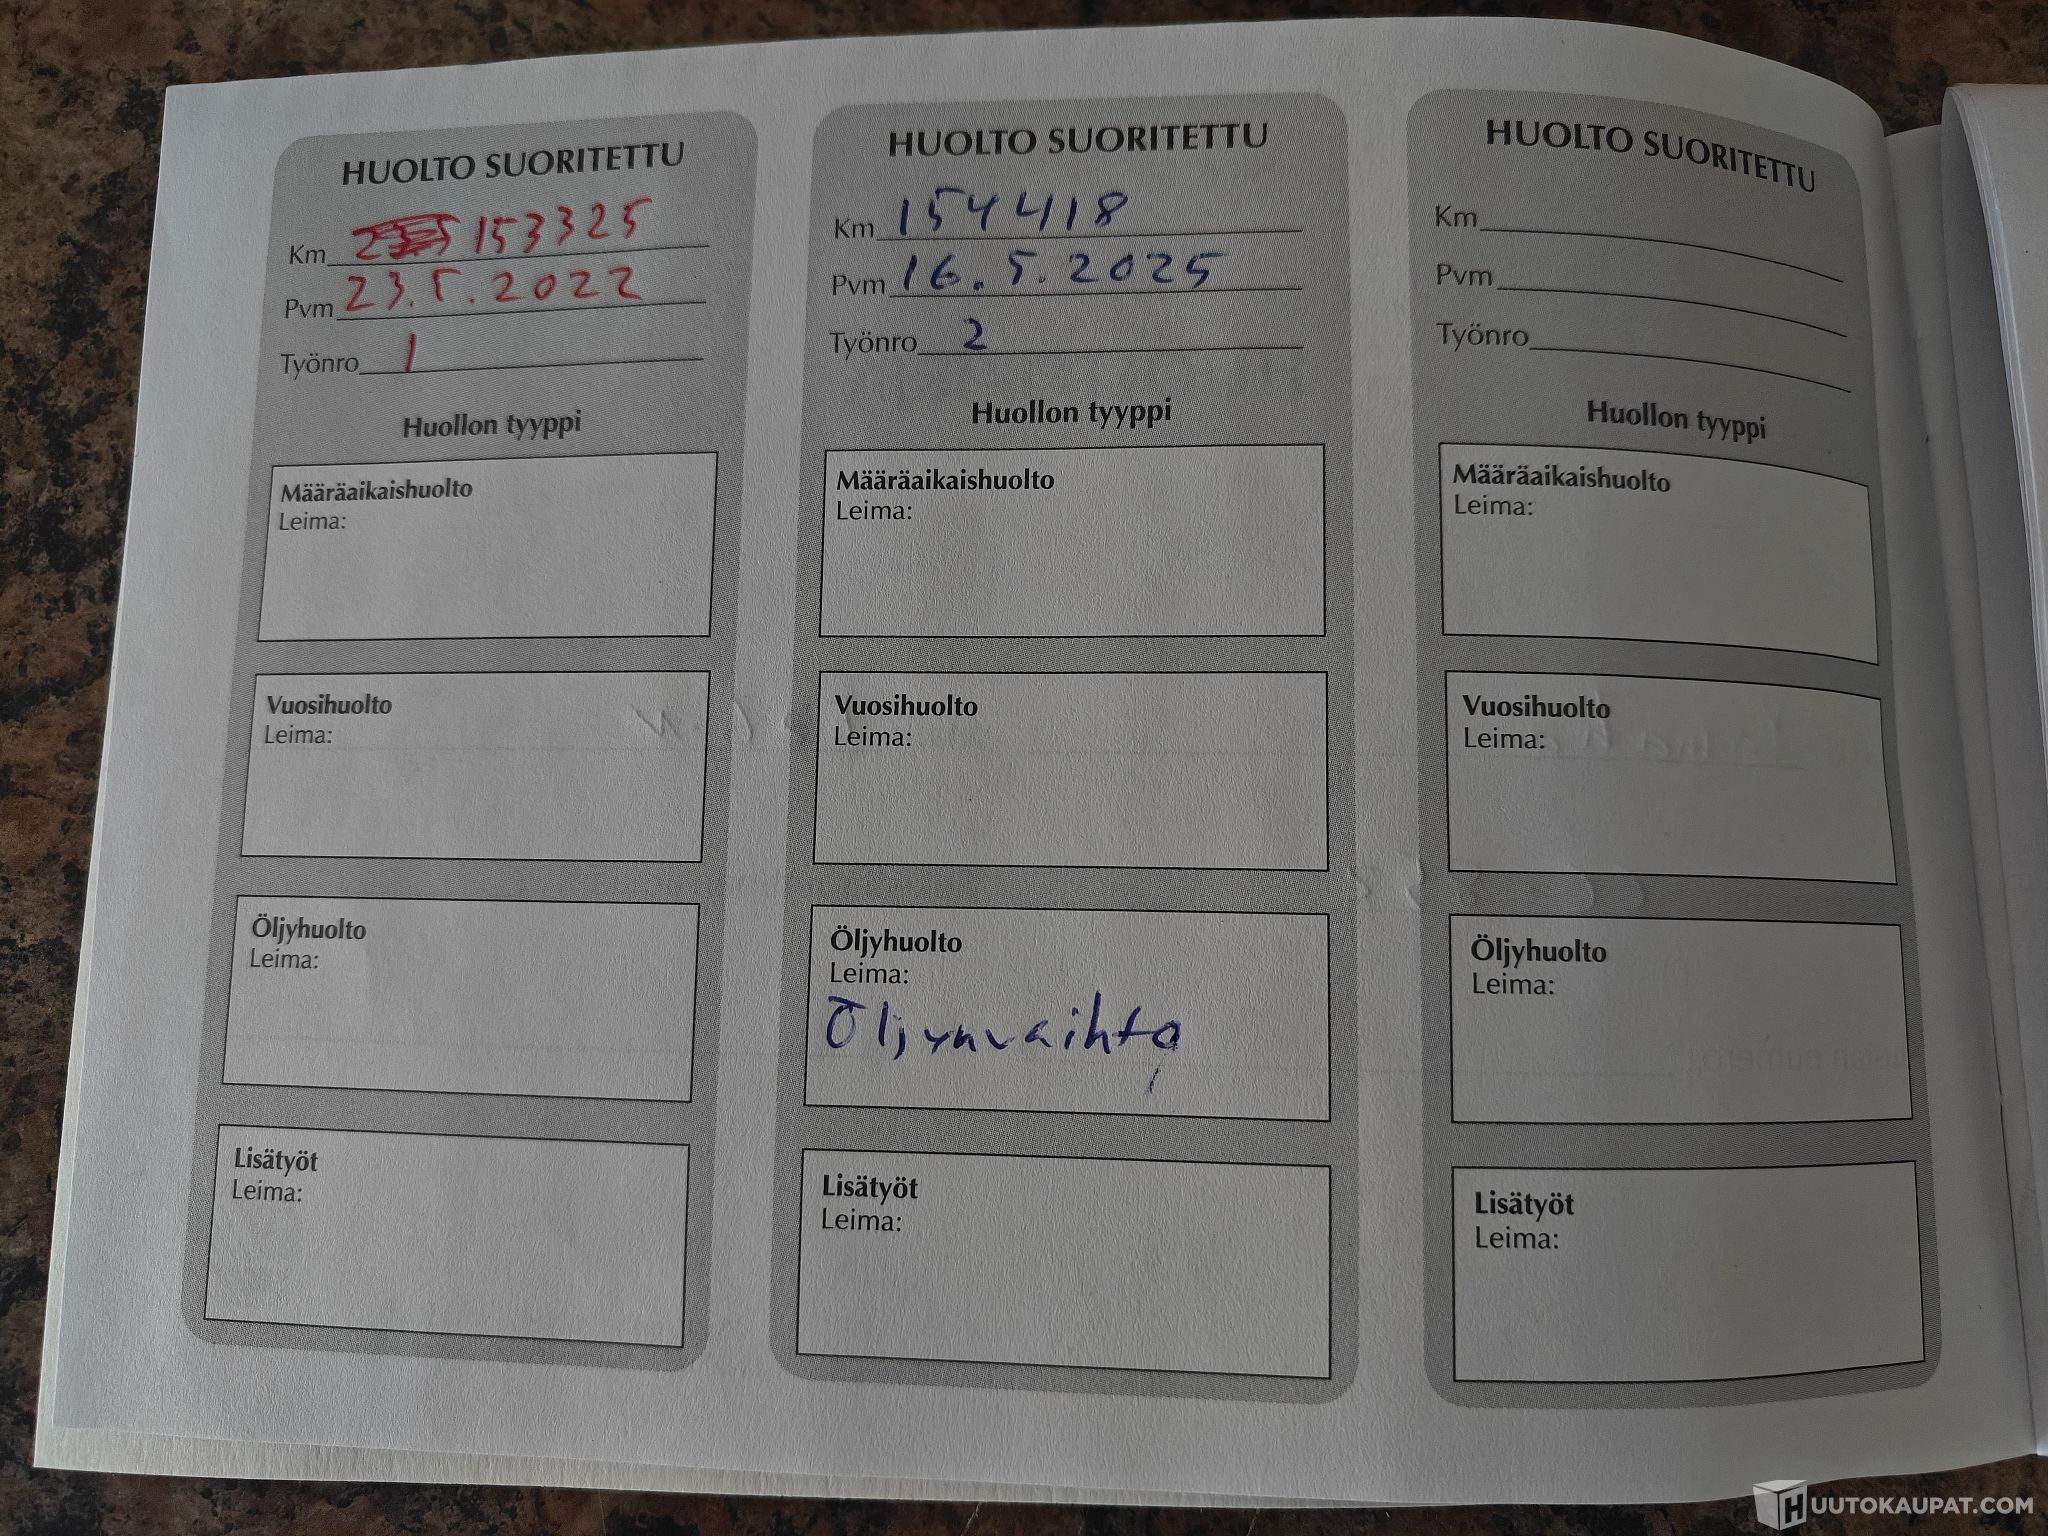 HUOLTO SUORITETTU
Km 153325
Pvm 23.5.2022
Työnro 1
Huollon tyyppi
Määräaikaishuolto
Leima:
Vuosihuolto
Leima:
Öljyhuolto
Leima:
Lisätyöt
Leima:
HUOLTO SUORITETTU
Km 154418
Pvm 16.5.2025
Työnro 2
Huollon tyyppi
Määräaikaishuolto
Leima:
Vuosihuolto
Leima:
Öljyhuolto
Leima:
Öljynvaihto
Lisätyöt
Leima:
HUOLTO SUORITETTU
Km
Pvm
Työnro
Huollon tyyppi
Määräaikaishuolto
Leima:
Vuosihuolto
Leima:
Öljyhuolto
Leima:
Lisätyöt
Leima:
HUUTOKAUPAT.COM